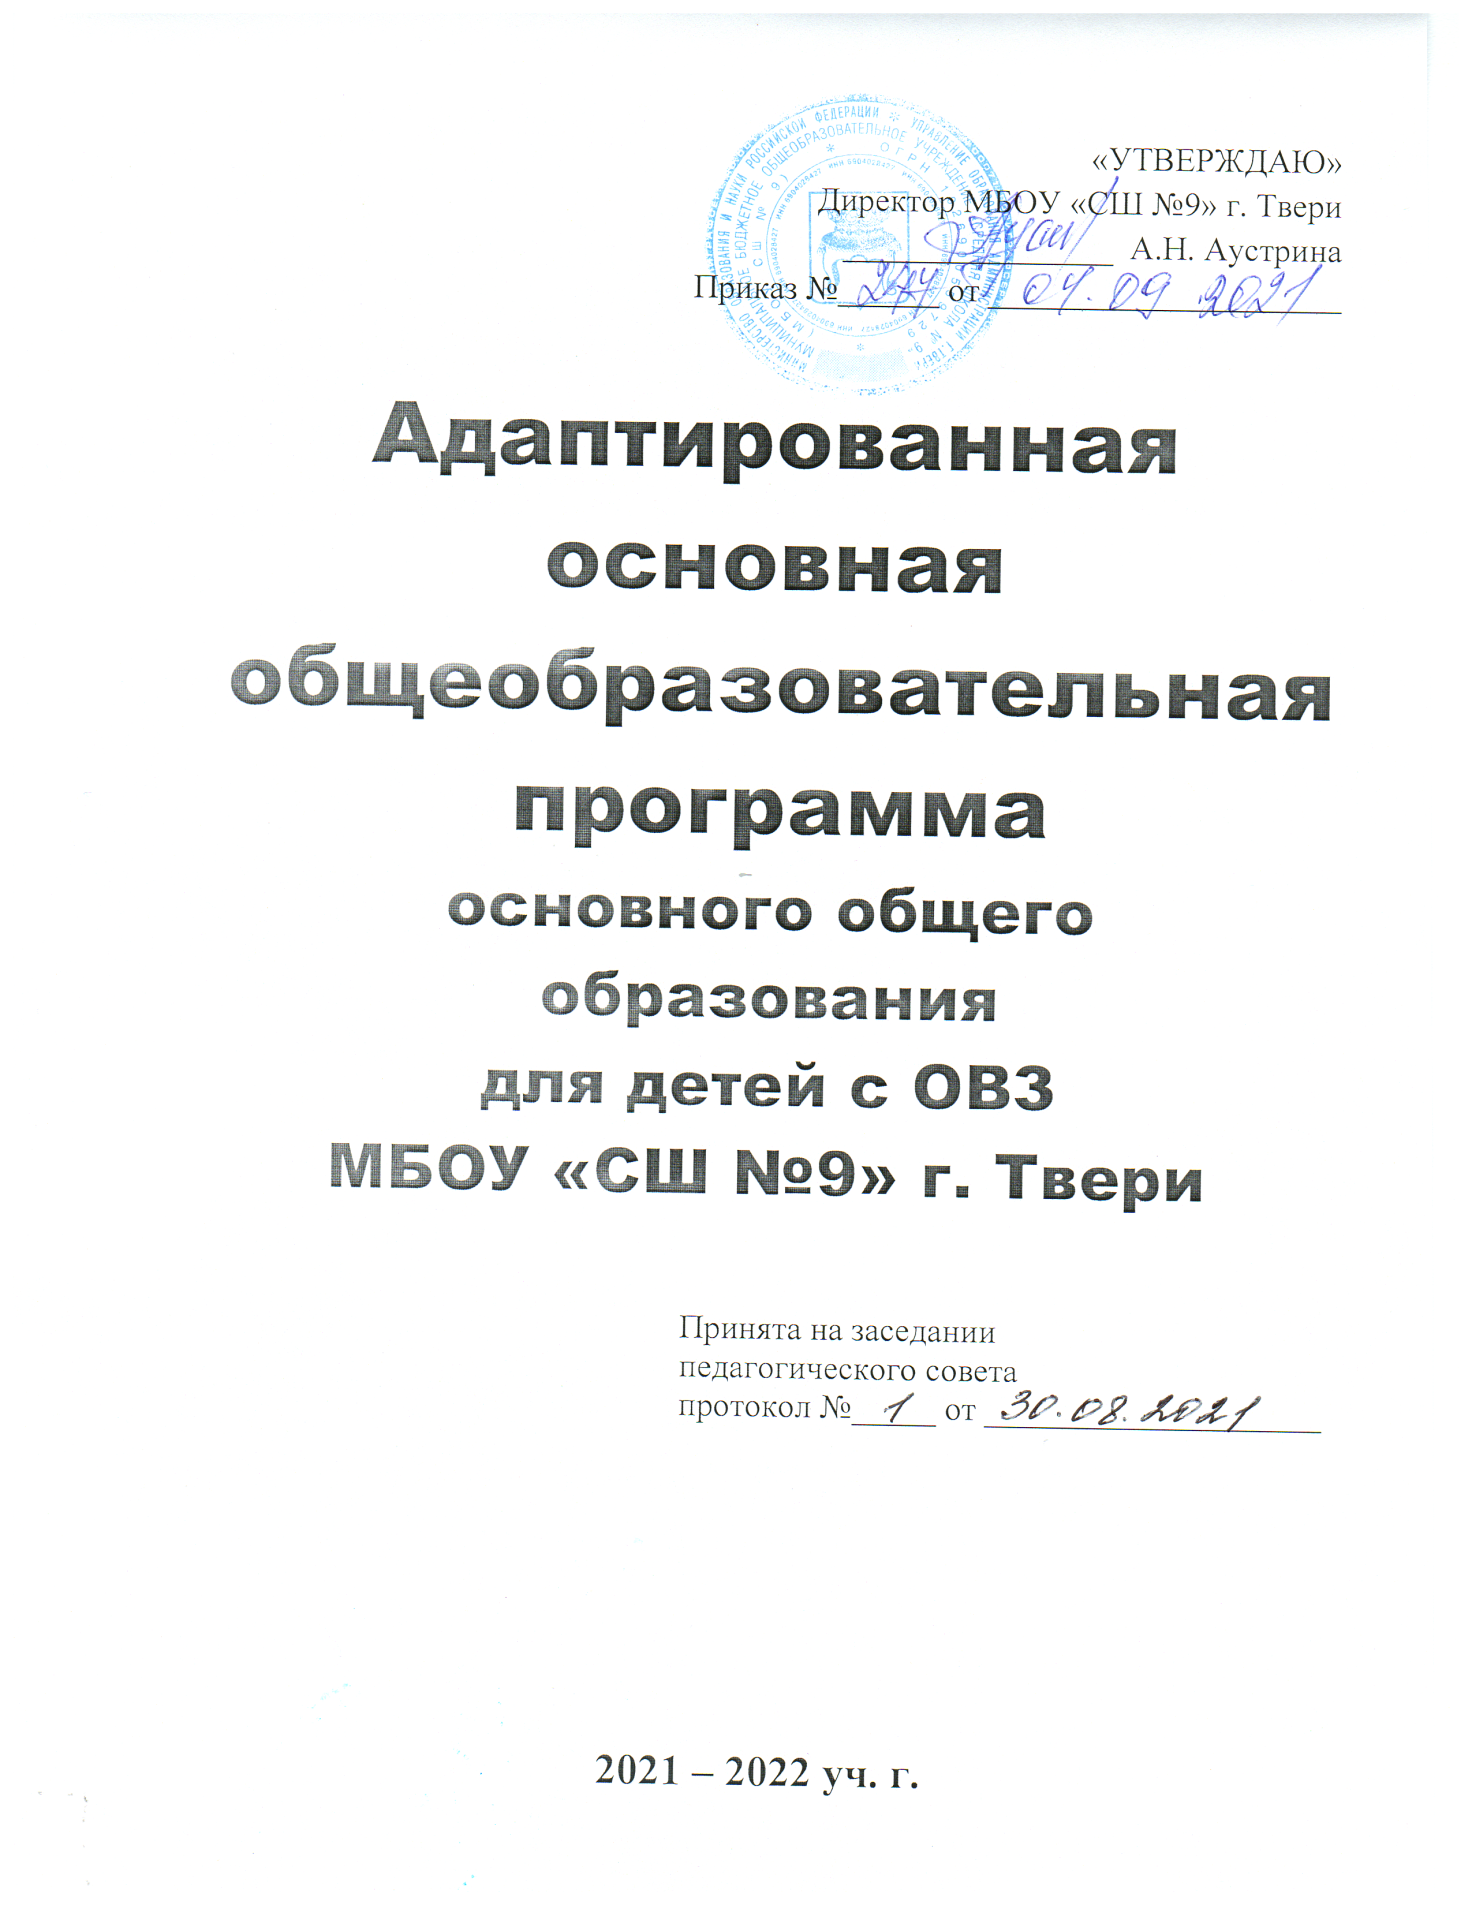 «УТВЕРЖДАЮ»
Директор МБОУ «СШ №9» г. Твери
А.Н. Аустрина
Приказ № от 09 2021
Адаптированная
основная
общеобразовательная
программа
основного общего
образования
для детей с ОВЗ
МБОУ «СШ №9» г. Твери
Принята на заседании
педагогического совета
протокол № 1 от 30.08.2021
2021 – 2022 уч. г.